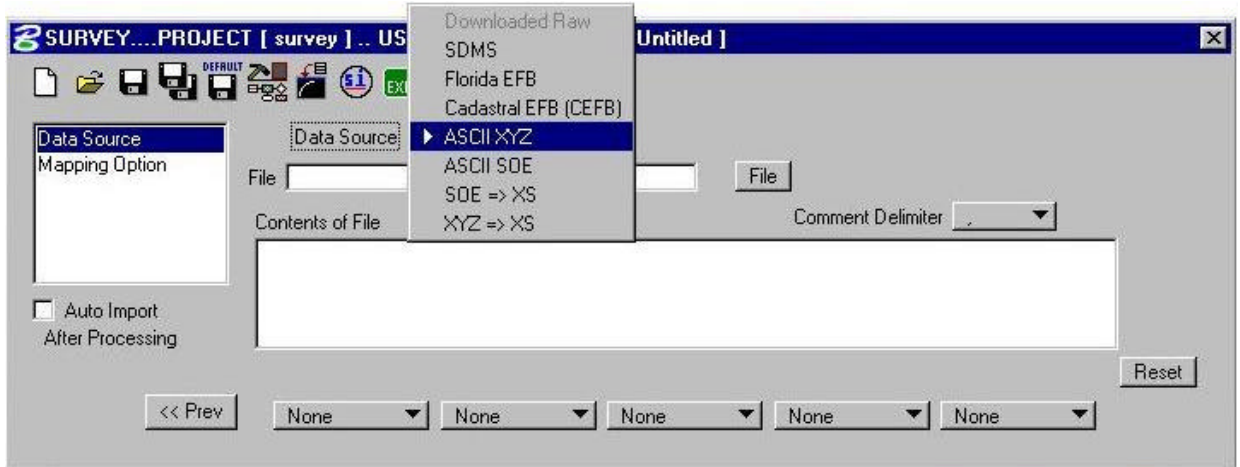 SURVEY....PROJECT [ survey ] .. US
Untitled ]
Downloaded Raw
SDMS
Florida EFB
Cadastral EFB (CEFB)
ASCII XYZ
ASCII SOE
SOE => XS
XYZ => XS
DEFAULT
si
Data Source
Mapping Option
Data Source
File
File
Contents of File
Comment Delimiter ,
Auto Import
After Processing
Reset
<< Prev
None
None
None
None
None